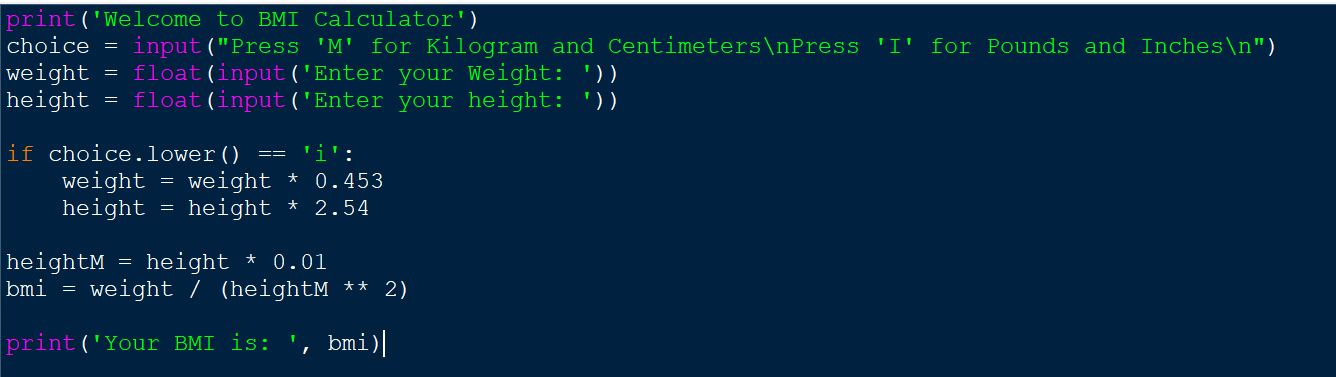 print('Welcome to BMI Calculator')
choice = input("Press 'M' for Kilogram and Centimeters\nPress 'I' for Pounds and Inches\n")
weight = float(input('Enter your Weight: '))
height = float(input('Enter your height: '))

if choice.lower() == 'i':
    weight = weight * 0.453
    height = height * 2.54

heightM = height * 0.01
bmi = weight / (heightM ** 2)

print('Your BMI is: ', bmi)